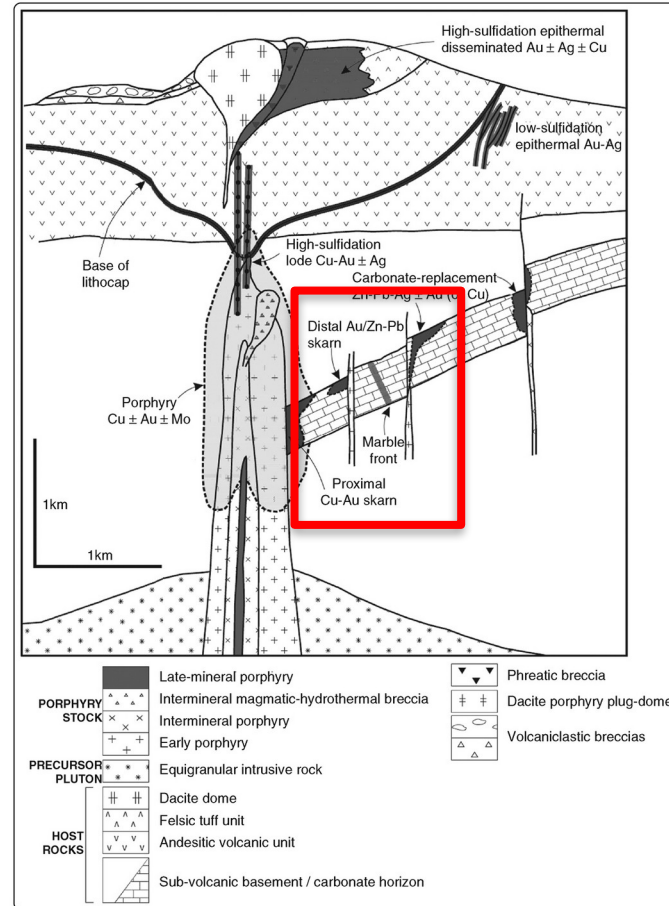 High-sulfidation epithermal
disseminated Au ± Ag ± Cu
low-sulfidation
epithermal Au-Ag
Base of
lithocap
High-sulfidation
lode Cu-Au ± Ag
Carbonate-replacement
Zn-Pb-Ag ± Au (or Cu)
Distal Au/Zn-Pb
skarn
Porphyry
Cu ± Au ± Mo
Marble
front
Proximal
Cu-Au skarn
1km
1km
PORPHYRY
STOCK
Late-mineral porphyry
Intermineral magmatic-hydrothermal breccia
Intermineral porphyry
Early porphyry
PRECURSOR
PLUTON
Equigranular intrusive rock
HOST
ROCKS
Dacite dome
Felsic tuff unit
Andesitic volcanic unit
Sub-volcanic basement / carbonate horizon
Phreatic breccia
Dacite porphyry plug-dome
Volcaniclastic breccias